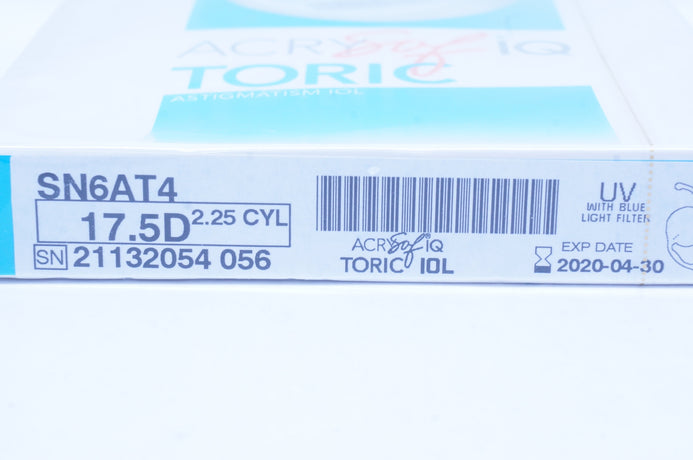 ACRYSof IQ
TORIC
ASTIGMATISM IOL
SN6AT4
17.5D 2.25 CYL
SN 21132054 056
ACRYSof® IQ
TORIC IOL
UV
WITH BLUE
LIGHT FILTER
EXP DATE
2020-04-30